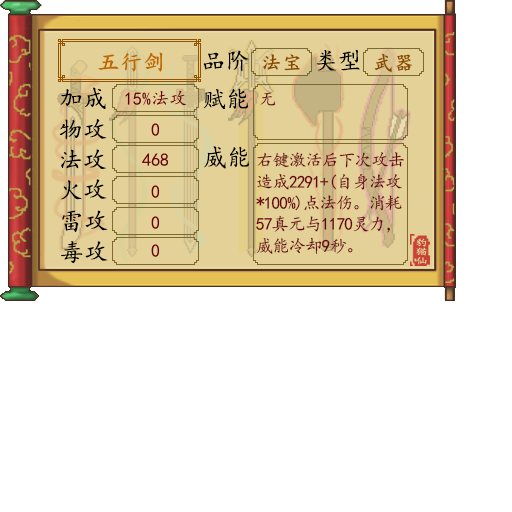 五行剑 品阶 法宝 类型 武器
加成 15%法攻 赋能 无
物攻 0
法攻 468 威能 右键激活后下次攻击
造成2291+(自身法攻
火攻 0 *100%)点法伤。消耗
雷攻 0 57真元与1170灵力，
毒攻 0 威能冷却9秒。
豹猫仙